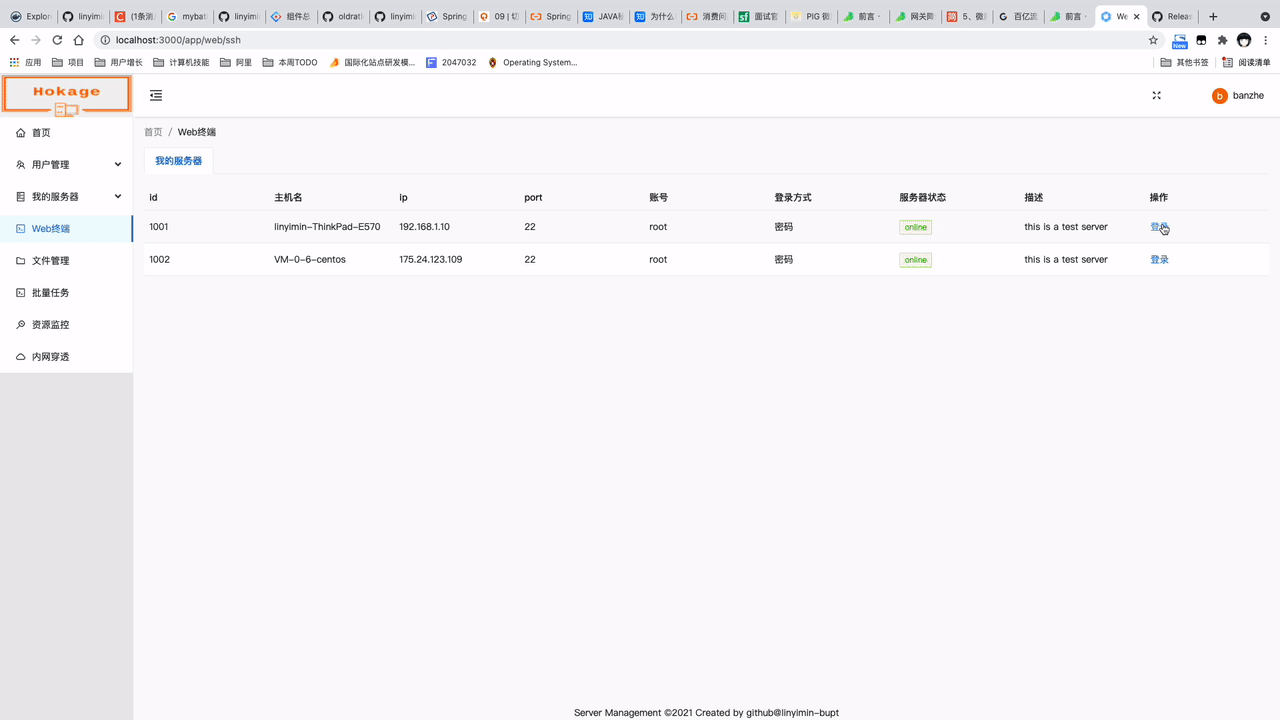 Explor linyimi (1条消 mybat linyimi 组件总 oldrati linyimi Spring 09 | 切 Spring JAVA秒 为什么 消费问 面试官 PIG 微 前言 · 网关网 5、微 百亿流 前言 · We Releas
localhost:3000/app/web/ssh
New
应用 项目 用户增长 计算机技能 阿里 本周TODO 国际化站点研发模... 2047032 Operating System... 其他书签 阅读清单
Hokage
b banzhe
首页
用户管理
我的服务器
Web终端
文件管理
批量任务
资源监控
内网穿透
首页 / Web终端
我的服务器
id 主机名 ip port 账号 登录方式 服务器状态 描述 操作
1001 linyimin-ThinkPad-E570 192.168.1.10 22 root 密码 online this is a test server 登录
1002 VM-0-6-centos 175.24.123.109 22 root 密码 online this is a test server 登录
Server Management ©2021 Created by github@linyimin-bupt